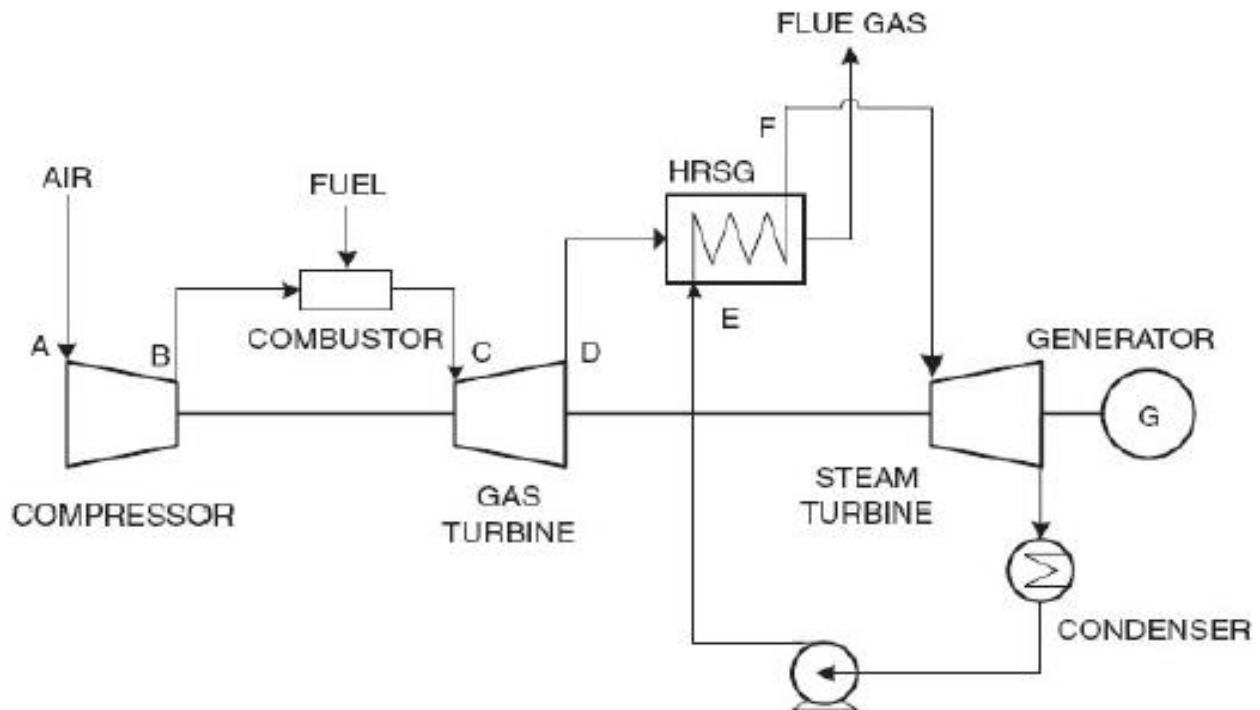 FLUE GAS
F
HRSG
AIR
FUEL
E
GENERATOR
A
B
COMBUSTOR
C
D
G
COMPRESSOR
GAS
TURBINE
STEAM
TURBINE
CONDENSER